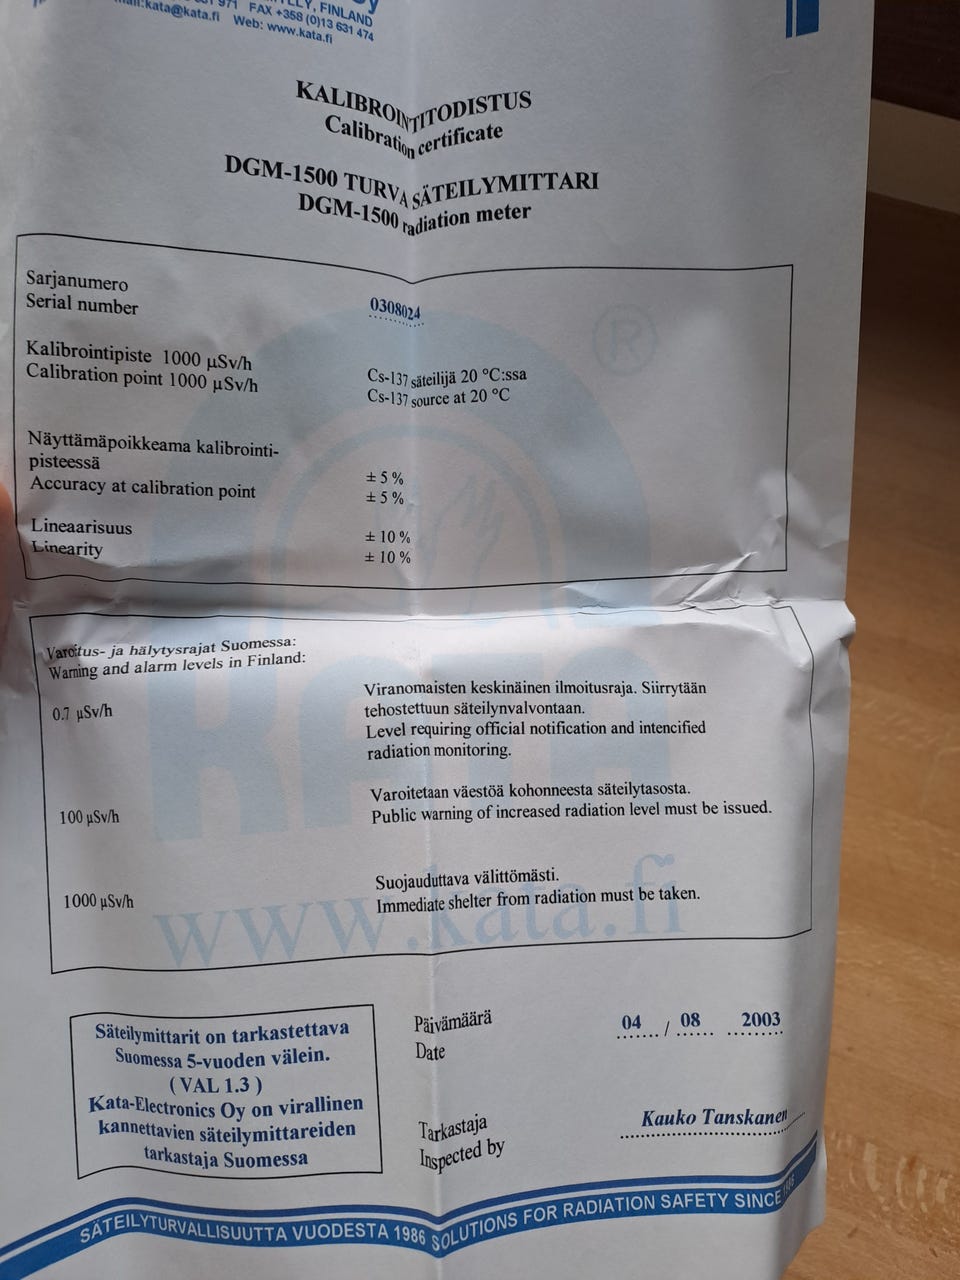 FINLAND
971 FAX +358 (0)13 631 474
kata@kata.fi Web: www.kata.fi
KALIBROINTITODISTUS
Calibration certificate
DGM-1500 TURVASÄTEILYMITTARI
DGM-1500 radiation meter
Sarjanumero
Serial number 0308024
®
Kalibrointipiste 1000 µSv/h
Calibration point 1000 µSv/h
Cs-137 säteilijä 20 °C:ssa
Cs-137 source at 20 °C
Näyttämäpoikkeama kalibrointi-
pisteessä ± 5 %
Accuracy at calibration point ± 5 %
Lineaarisuus ± 10 %
Linearity ± 10 %
Varoitus- ja hälytysrajat Suomessa:
Warning and alarm levels in Finland:
0.7 µSv/h
Viranomaisten keskinäinen ilmoitusraja. Siirrytään
tehostettuun säteilynvalvontaan.
Level requiring official notification and intencified
radiation monitoring.
KATA
100 µSv/h
Varoitetaan väestöä kohonneesta säteilytasosta.
Public warning of increased radiation level must be issued.
1000 µSv/h
Suojauduttava välittömästi.
Immediate shelter from radiation must be taken.
www.kata.fi
Säteilymittarit on tarkastettava
Suomessa 5-vuoden välein.
( VAL 1.3 )
Kata-Electronics Oy on virallinen
kannettavien säteilymittareiden
tarkastaja Suomessa
Päivämäärä
Date
04 / 08 2003
Tarkastaja
Inspected by
Kauko Tanskanen
SÄTEILYTURVALLISUUTTA VUODESTA 1986 SOLUTIONS FOR RADIATION SAFETY SINCE 1986